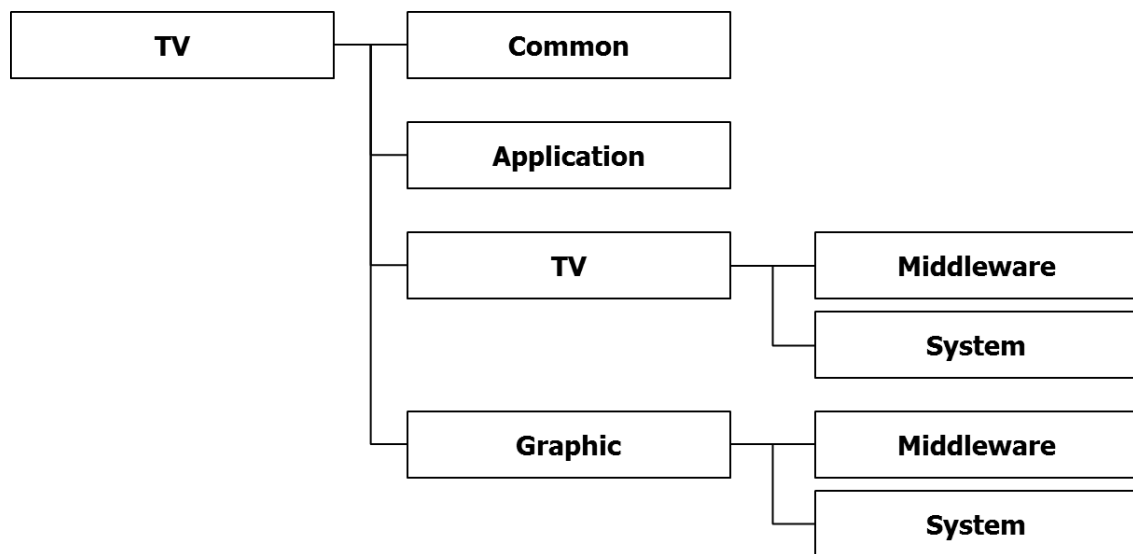 TV
Common
Application
TV
Middleware
System
Graphic
Middleware
System